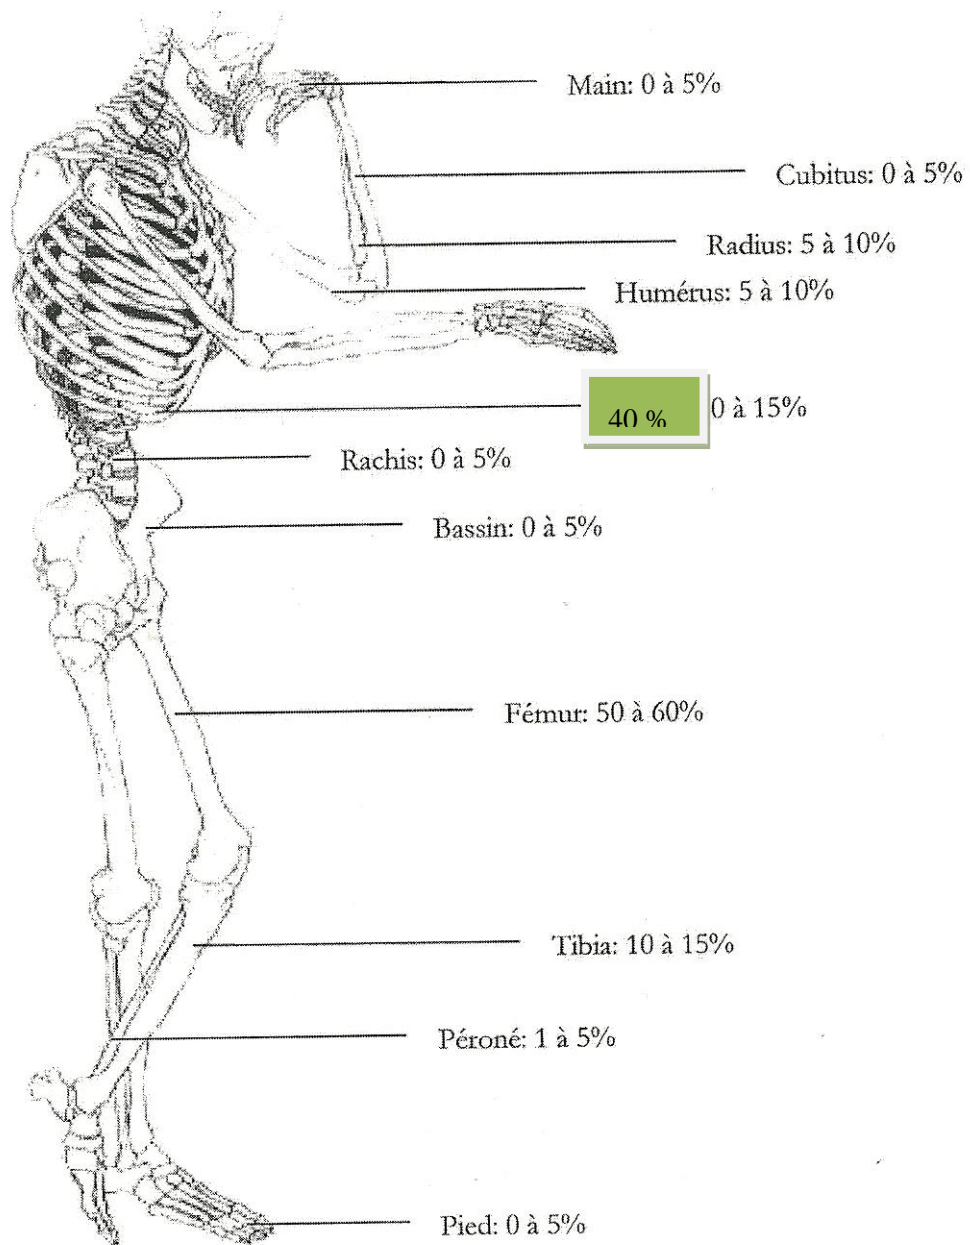 Main: 0 à 5%
Cubitus: 0 à 5%
Radius: 5 à 10%
Humérus: 5 à 10%
40 % 0 à 15%
Rachis: 0 à 5%
Bassin: 0 à 5%
Fémur: 50 à 60%
Tibia: 10 à 15%
Péroné: 1 à 5%
Pied: 0 à 5%